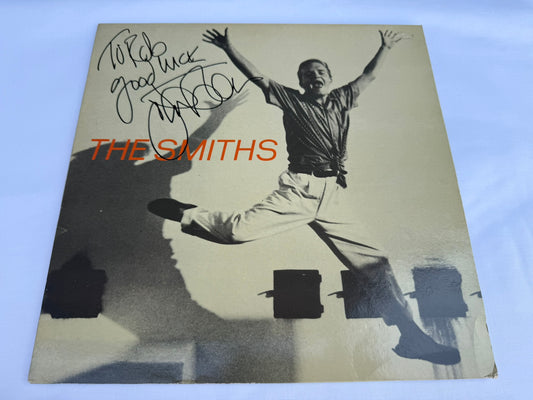 To Rob
good luck
THE SMITHS